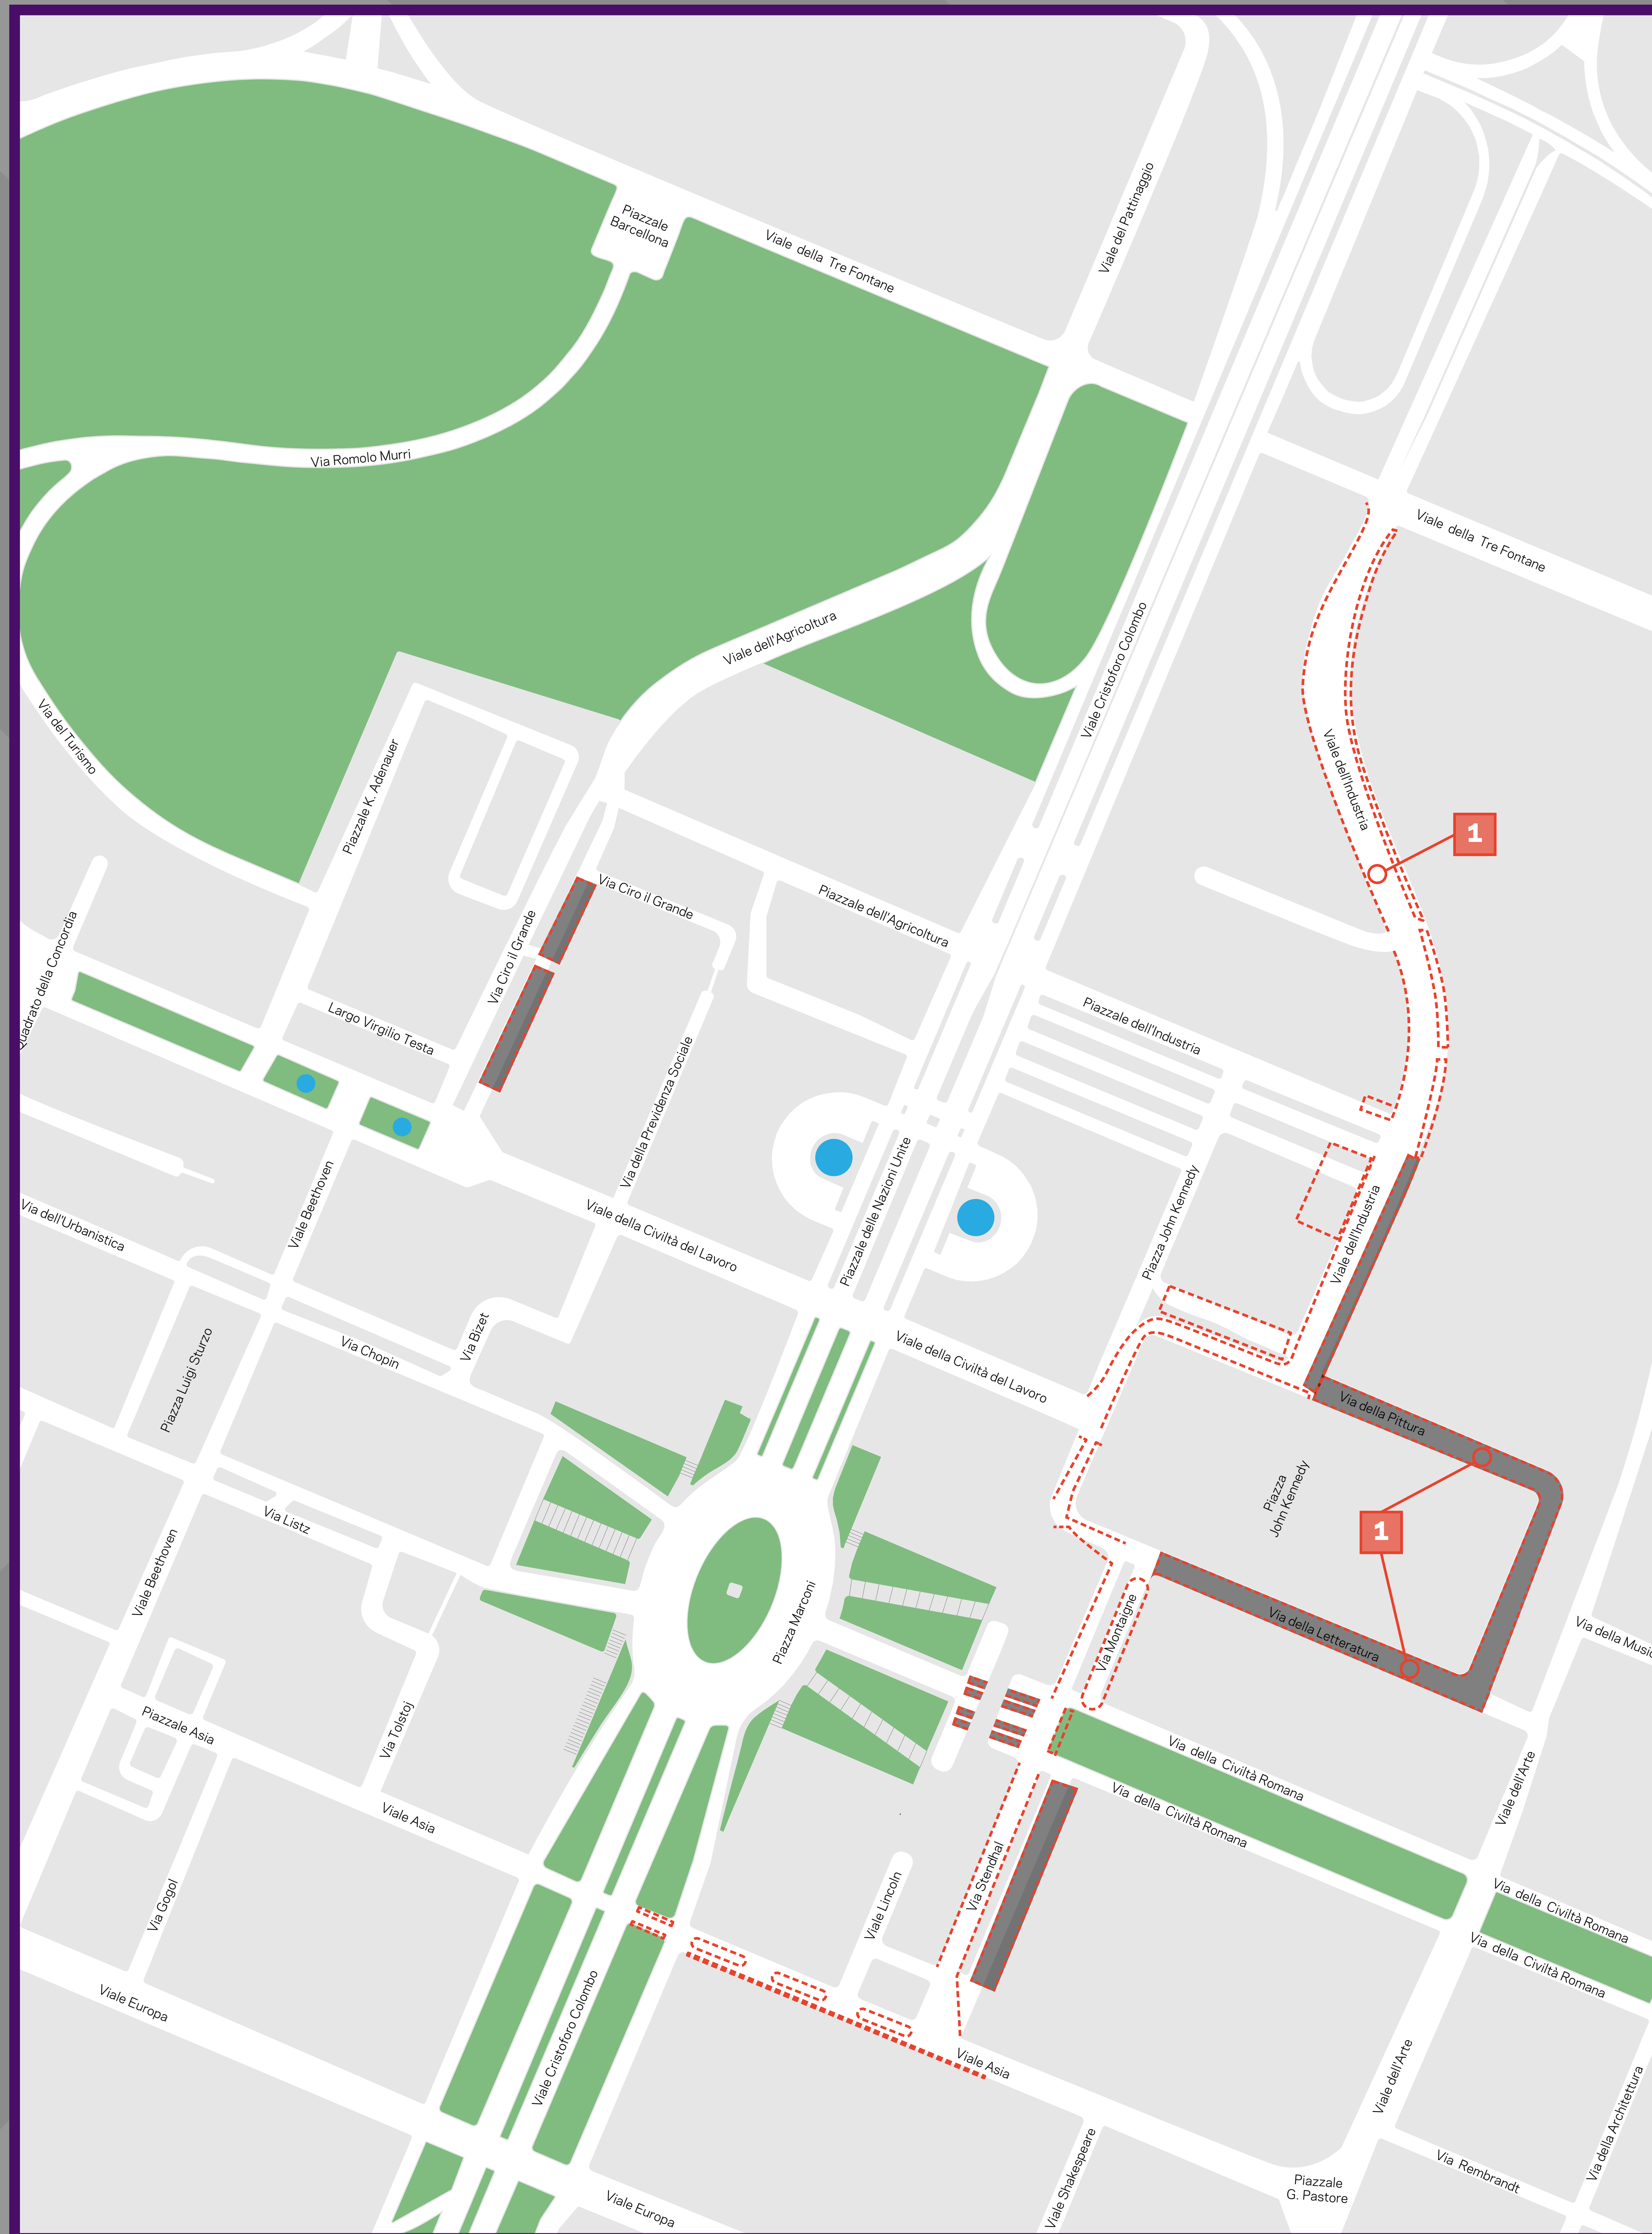 Piazzale
Barcellona
Viale della Tre Fontane
Viale del Pattinaggio
Via Romolo Murri
Viale della Tre Fontane
Viale dell'Agricoltura
Viale Cristoforo Colombo
Via del Turismo
Piazzale K. Adenauer
Viale dell'Industria
1
Via Ciro il Grande
Piazzale dell'Agricoltura
Quadrato della Concordia
Via Ciro il Grande
Largo Virgilio Testa
Piazzale dell'Industria
Via della Previdenza Sociale
Viale Beethoven
Piazzale delle Nazioni Unite
Piazza John Kennedy
Viale dell'Industria
Via dell'Urbanistica
Viale della Civiltà del Lavoro
Via Bizet
Via Chopin
Piazza Luigi Sturzo
Viale della Civiltà del Lavoro
Via della Pittura
Piazza
John Kennedy
1
Via Listz
Viale Beethoven
Piazza Marconi
Via Montaigne
Via della Letteratura
Via della Music
Piazzale Asia
Via Tolstoj
Via della Civiltà Romana
Via della Civiltà Romana
Viale dell'Arte
Viale Asia
Via Stendhal
Viale Lincoln
Via Gogol
Via della Civiltà Romana
Via della Civiltà Romana
Viale Europa
Viale Cristoforo Colombo
Viale Asia
Viale dell'Arte
Via della Architettura
Viale Shakespeare
Via Rembrandt
Piazzale
G. Pastore
Viale Europa